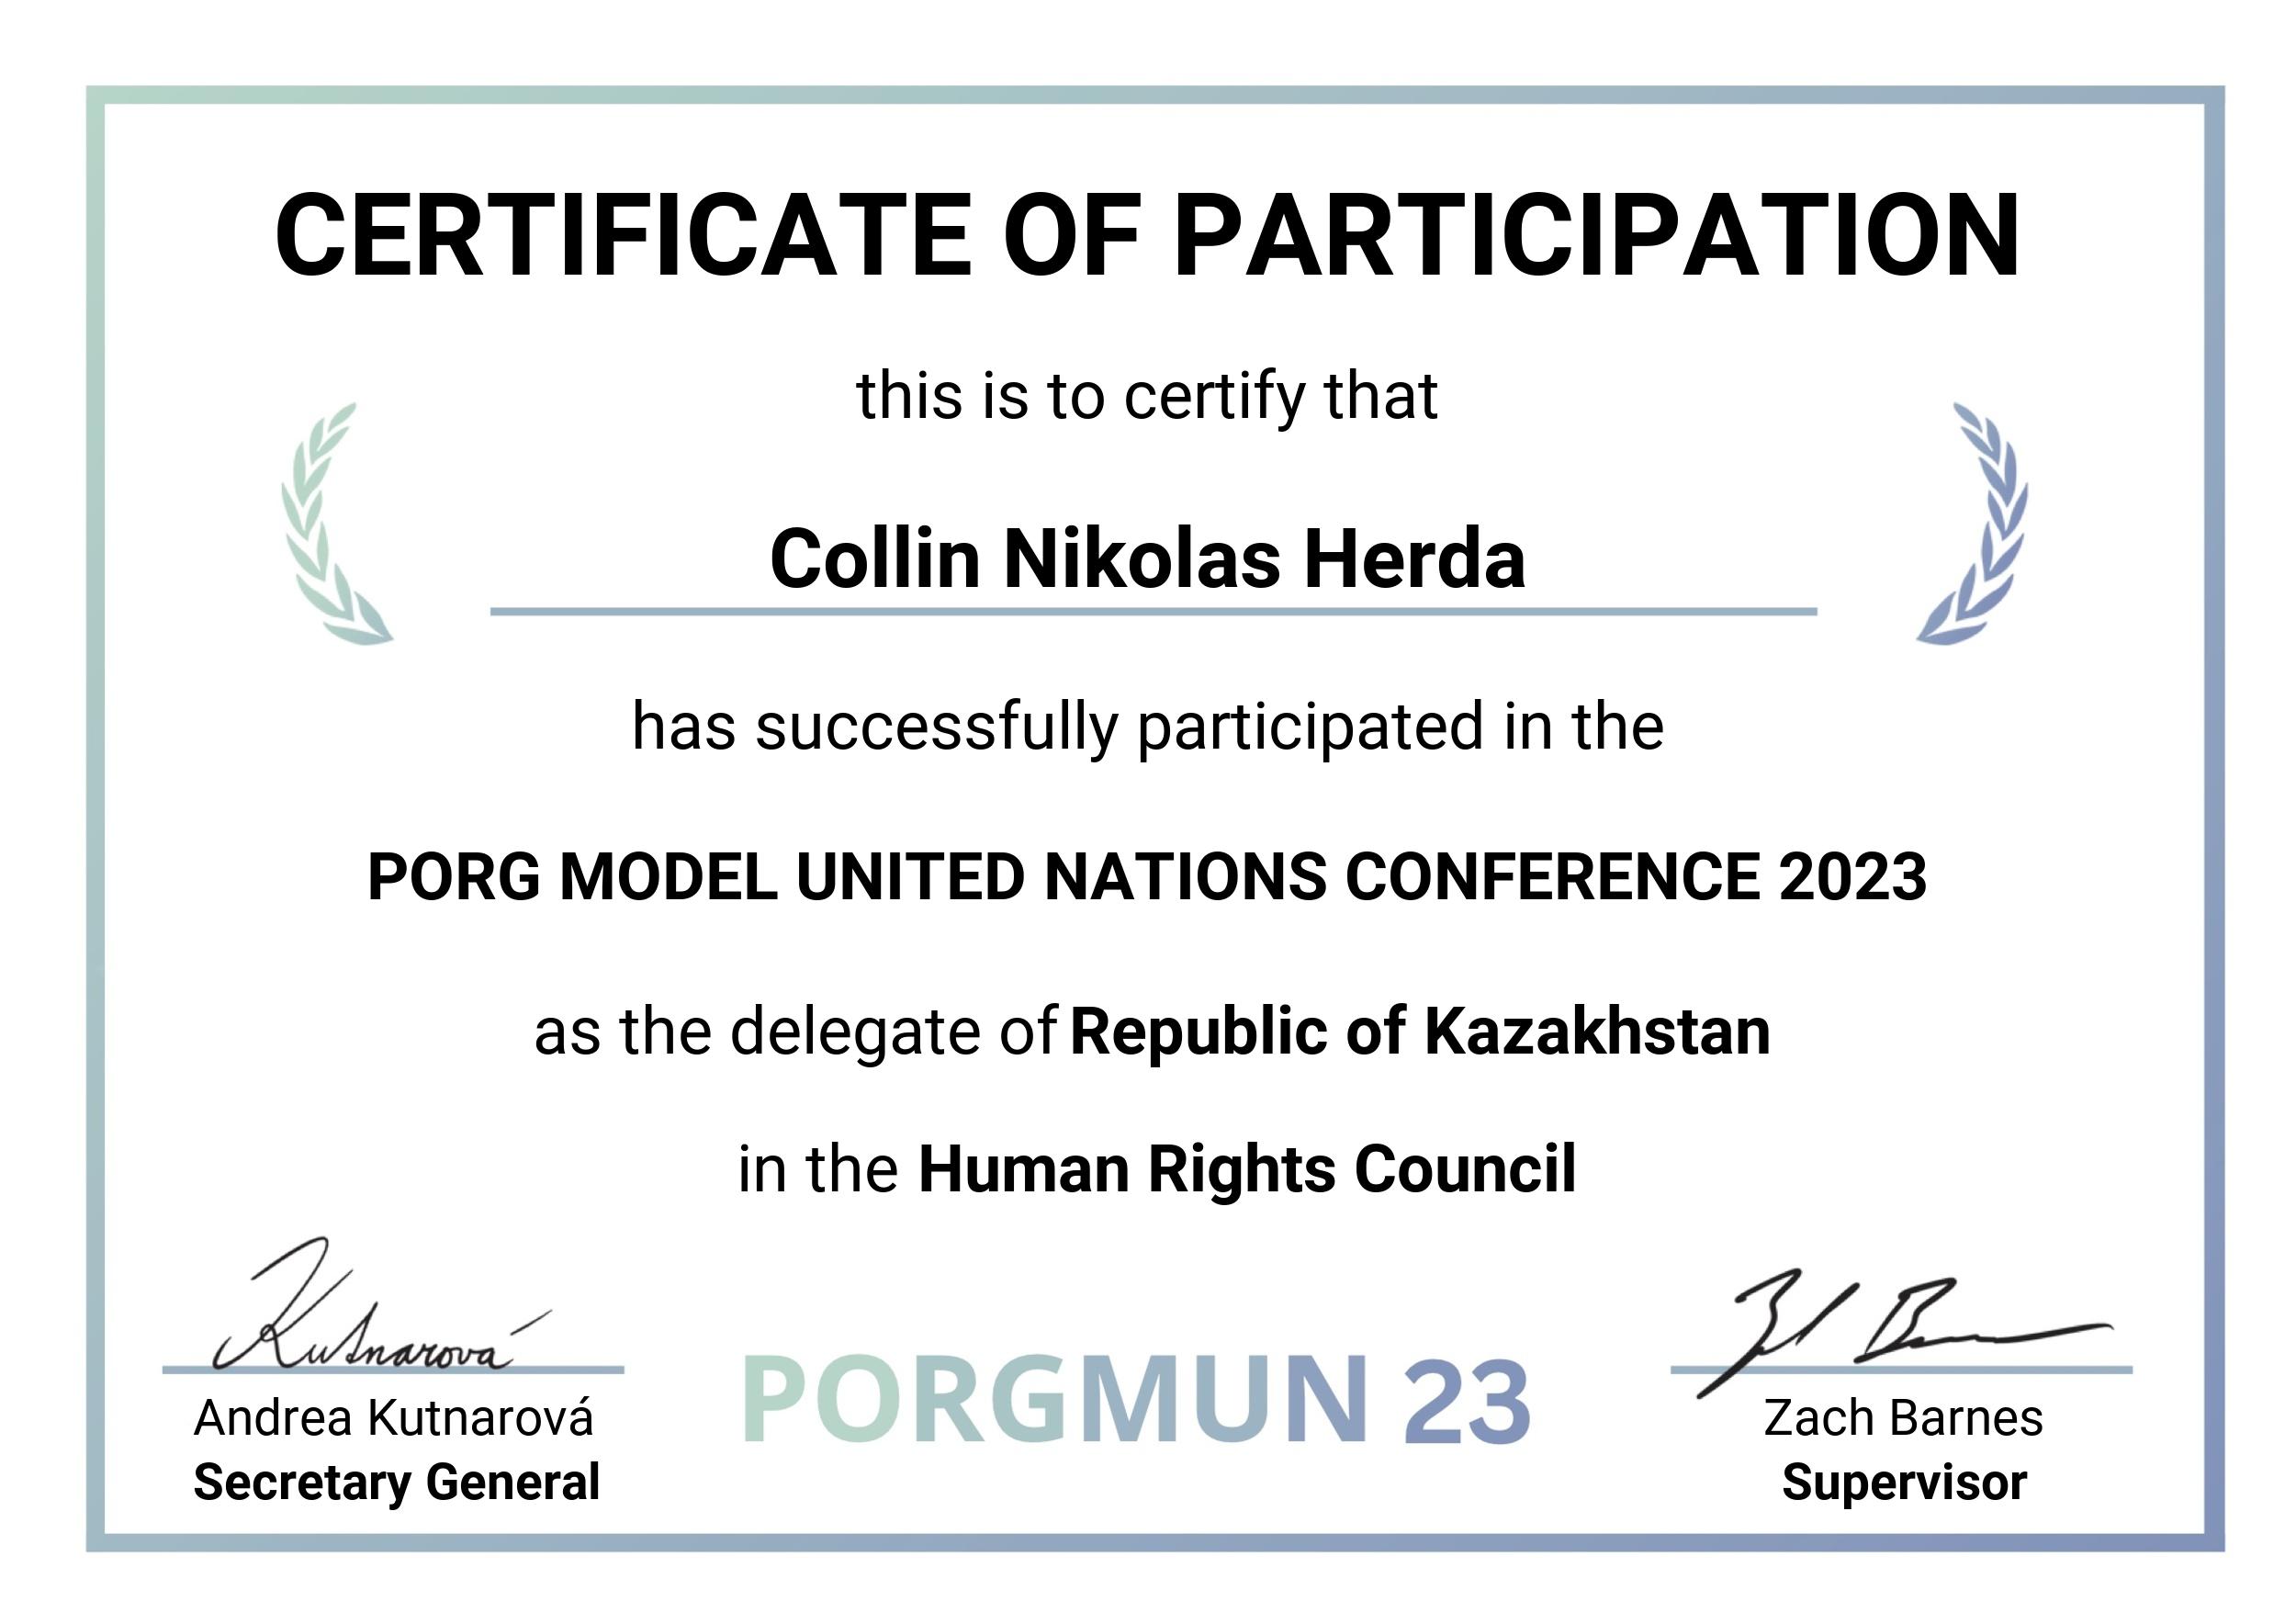 CERTIFICATE OF PARTICIPATION
this is to certify that
Collin Nikolas Herda
has successfully participated in the
PORG MODEL UNITED NATIONS CONFERENCE 2023
as the delegate of Republic of Kazakhstan
in the Human Rights Council
Kutnarová
Andrea Kutnarová
Secretary General
PORGMUN 23
Zach Barnes
Supervisor